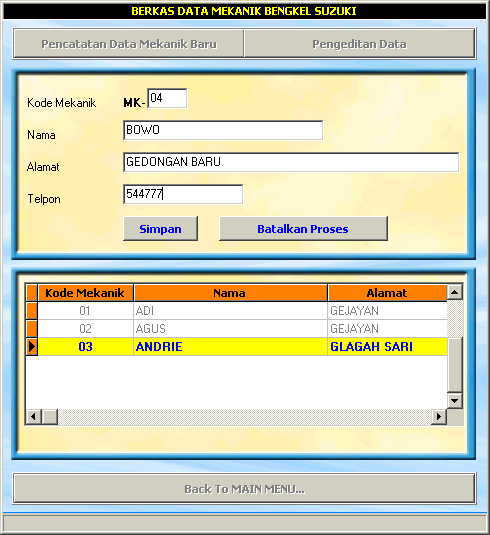 BERKAS DATA MEKANIK BENGKEL SUZUKI
Pencatatan Data Mekanik Baru Pengeditan Data
Kode Mekanik MK- 04
Nama BOWO
Alamat GEDONGAN BARU
Telpon 544777
Simpan Batalkan Proses
Kode Mekanik Nama Alamat
01 ADI GEJAYAN
02 AGUS GEJAYAN
03 ANDRIE GLAGAH SARI
Back To MAIN MENU...